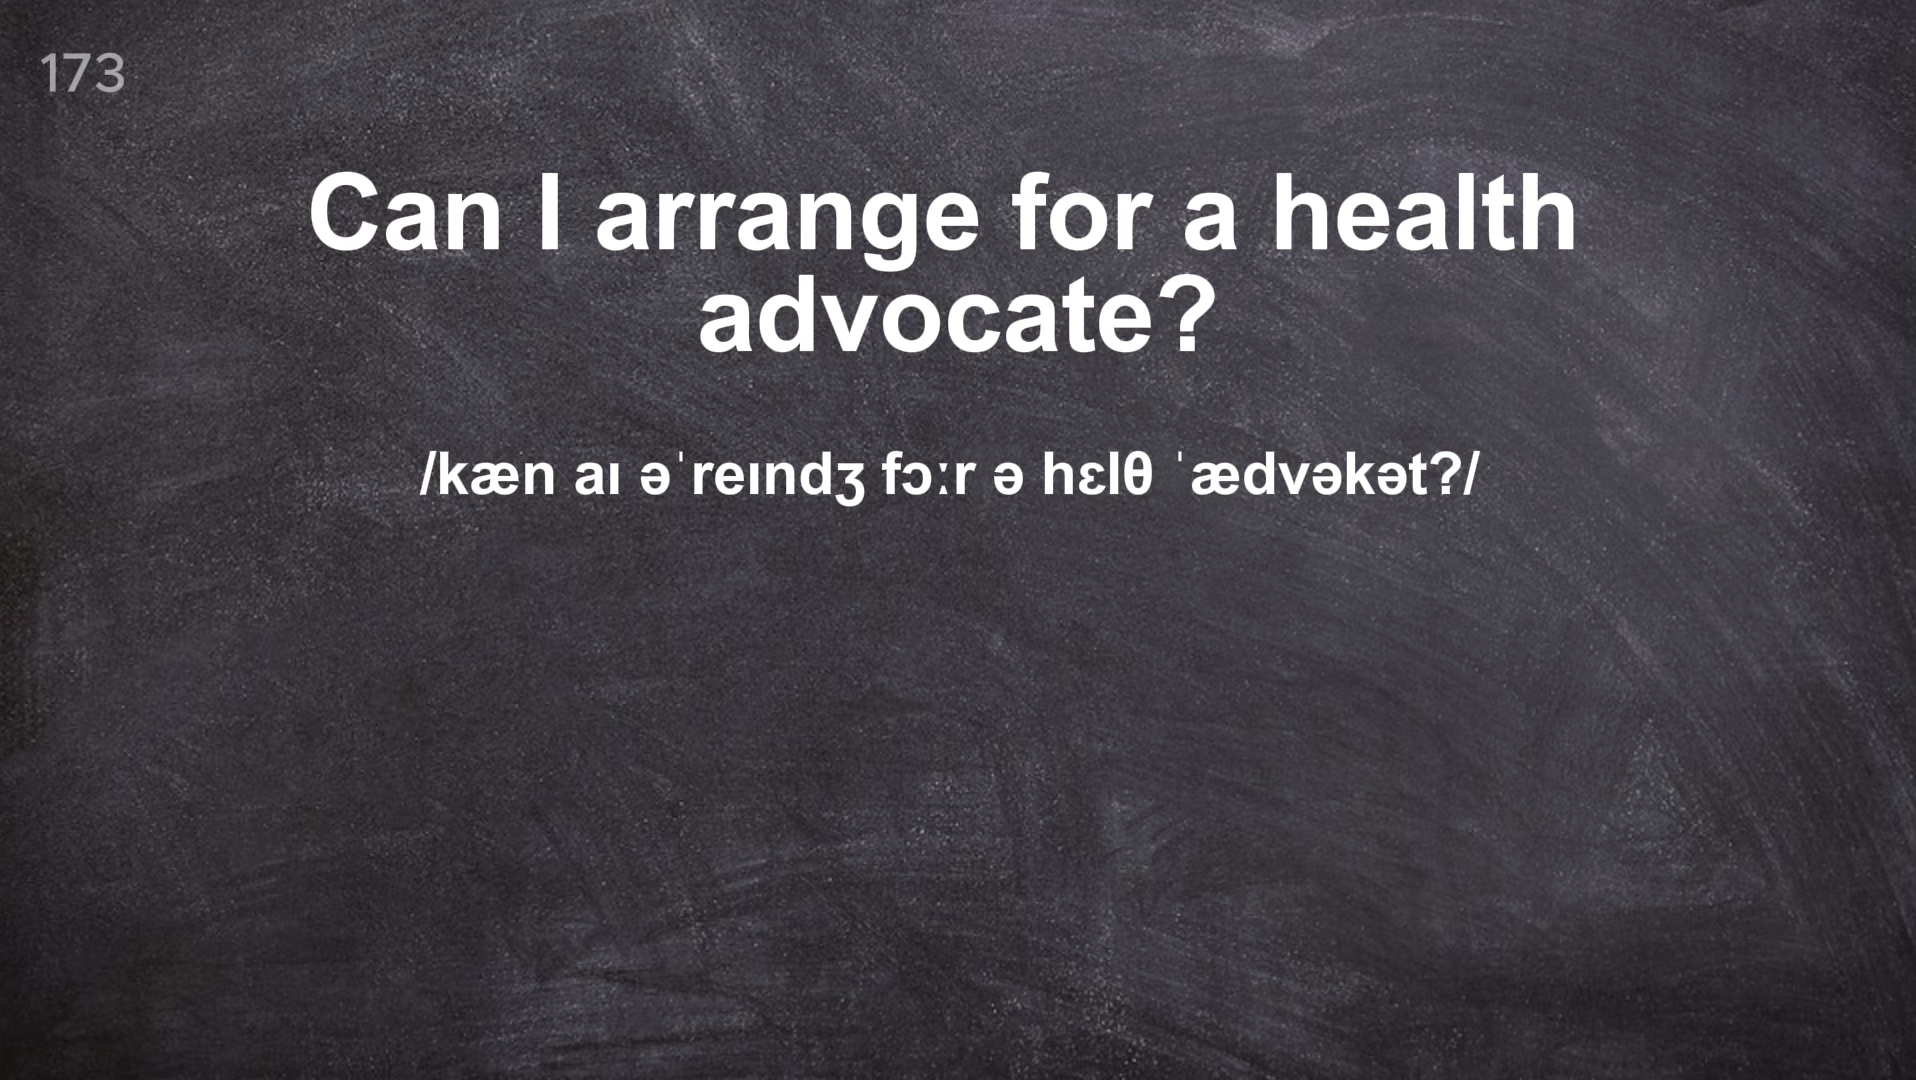 173
Can I arrange for a health
advocate?
/kæn aɪ əˈreɪndʒ fɔːr ə hɛlθ ˈædvəkət?/